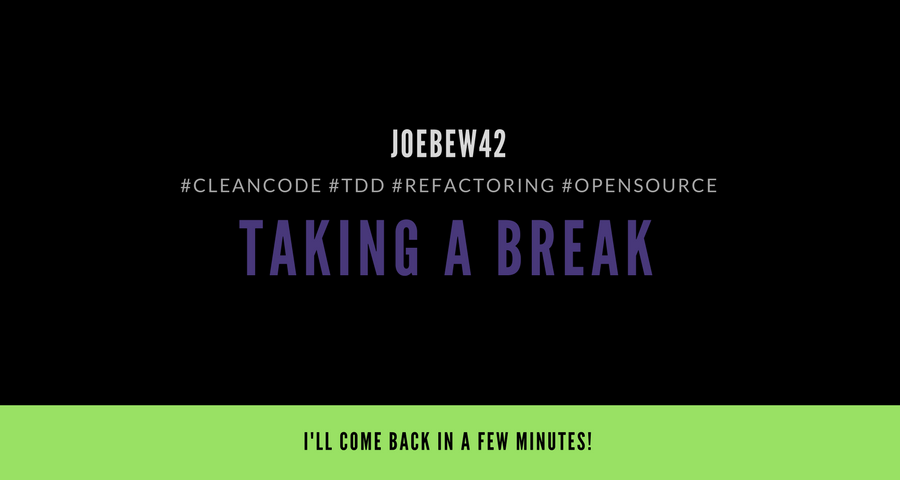 JOEBEW42
#CLEANCODE #TDD #REFACTORING #OPENSOURCE
TAKING A BREAK
I'LL COME BACK IN A FEW MINUTES!